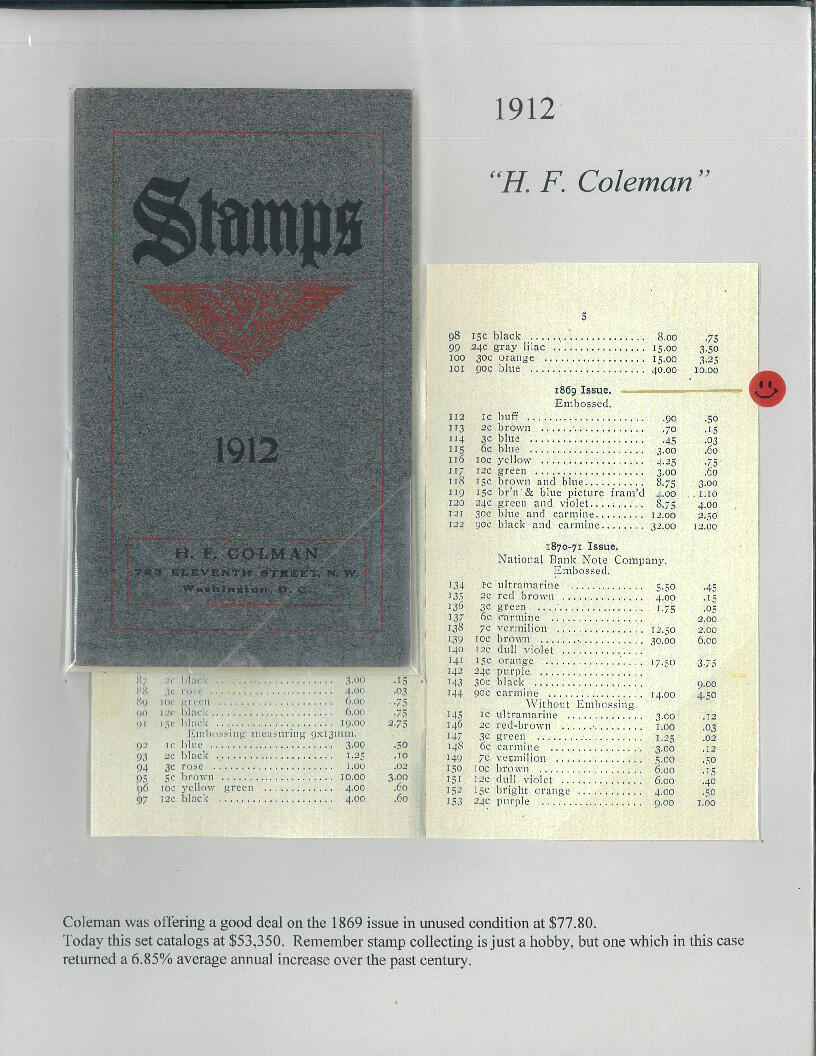 1912
“H. F. Coleman”
Stamps
1912
H. F. COLMAN
723 ELEVENTH STREET, N. W.
Washington, D. C.
5
98 15c black .................... 8.00 .75
99 24c gray lilac ................. 15.00 3.50
100 30c orange .................. 15.00 3.25
101 90c blue ..................... 40.00 10.00
1869 Issue.
Embossed.
112 1c buff ..................... .90 .50
113 2c brown ................... .70 .15
114 3c blue ..................... .45 .03
115 6c blue ..................... 3.00 .60
116 10c yellow ................... 4.25 .75
117 12c green .................... 3.00 .60
118 15c brown and blue........... 8.75 3.00
119 15c br'n & blue picture fram'd 4.00 1.10
120 24c green and violet.......... 8.75 4.00
121 30c blue and carmine......... 12.00 2.50
122 90c black and carmine........ 32.00 12.00
1870-71 Issue.
National Bank Note Company.
Embossed.
134 1c ultramarine .............. 5.50 .45
135 2c red brown ............... 4.00 .15
136 3c green .................... 1.75 .05
137 6c carmine .................. 2.00
138 7c vermilion ................ 12.50 2.00
139 10c brown .................... 30.00 6.00
140 12c dull violet ...............
141 15c orange .................. 17.50 3.75
142 24c purple ...................
143 30c black .................... 9.00
144 90c carmine ................. 14.00 4.50
Without Embossing.
145 1c ultramarine .............. 3.00 .12
146 2c red-brown ............... 1.00 .03
147 3c green .................... 1.25 .02
148 6c carmine .................. 3.00 .12
149 7c vermilion ................ 5.00 .50
150 10c brown .................. 6.00 .15
151 12c dull violet ............... 6.00 .40
152 15c bright orange ............ 4.00 .50
153 24c purple ................... 9.00 1.00
87 2c black ...................... 3.00 .15
88 3c rose ....................... 4.00 .03
89 10c green ..................... 6.00 .75
90 12c black ..................... 6.00 .75
91 15c black ..................... 19.00 2.75
Embossing measuring 9x13mm.
92 1c blue ....................... 3.00 .50
93 2c black ...................... 1.25 .10
94 3c rose ....................... 1.00 .02
95 5c brown ..................... 10.00 3.00
96 10c yellow green ............. 4.00 .60
97 12c black ..................... 4.00 .60
Coleman was offering a good deal on the 1869 issue in unused condition at $77.80.
Today this set catalogs at $53,350. Remember stamp collecting is just a hobby, but one which in this case
returned a 6.85% average annual increase over the past century.